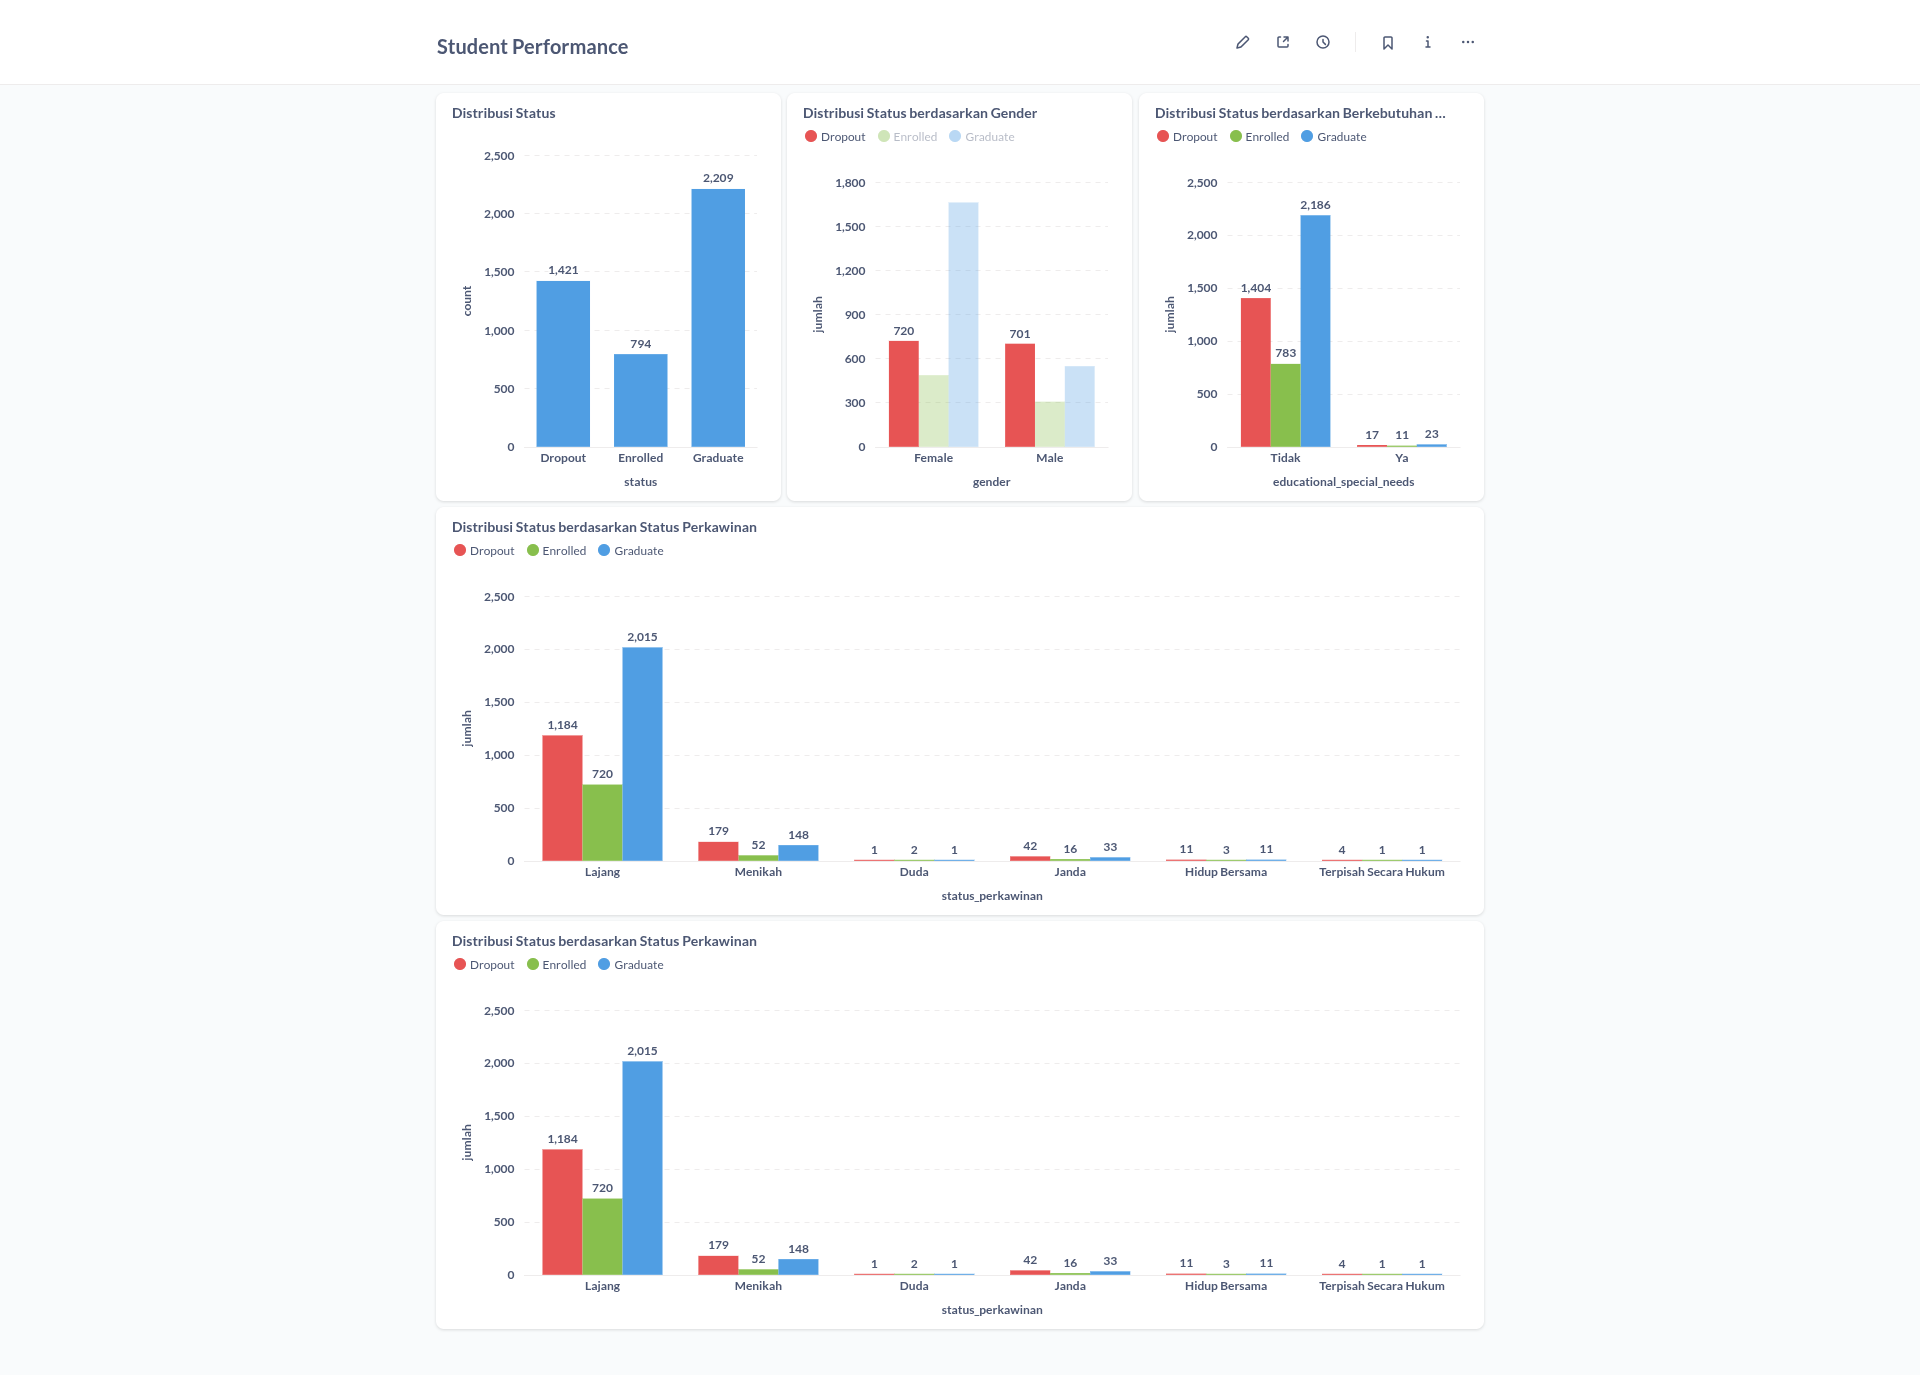 Student Performance
Distribusi Status
2,500
2,000
1,500
1,000
500
0
count
1,421
794
2,209
Dropout Enrolled Graduate
status
Distribusi Status berdasarkan Gender
Dropout Enrolled Graduate
1,800
1,500
1,200
900
600
300
0
jumlah
720
701
Female Male
gender
Distribusi Status berdasarkan Berkebutuhan ...
Dropout Enrolled Graduate
2,500
2,000
1,500
1,000
500
0
jumlah
1,404
783
2,186
17 11 23
Tidak Ya
educational_special_needs
Distribusi Status berdasarkan Status Perkawinan
Dropout Enrolled Graduate
2,500
2,000
1,500
1,000
500
0
jumlah
1,184 720 2,015
179 52 148
1 2 1
42 16 33
11 3 11
4 1 1
Lajang Menikah Duda Janda Hidup Bersama Terpisah Secara Hukum
status_perkawinan
Distribusi Status berdasarkan Status Perkawinan
Dropout Enrolled Graduate
2,500
2,000
1,500
1,000
500
0
jumlah
1,184 720 2,015
179 52 148
1 2 1
42 16 33
11 3 11
4 1 1
Lajang Menikah Duda Janda Hidup Bersama Terpisah Secara Hukum
status_perkawinan